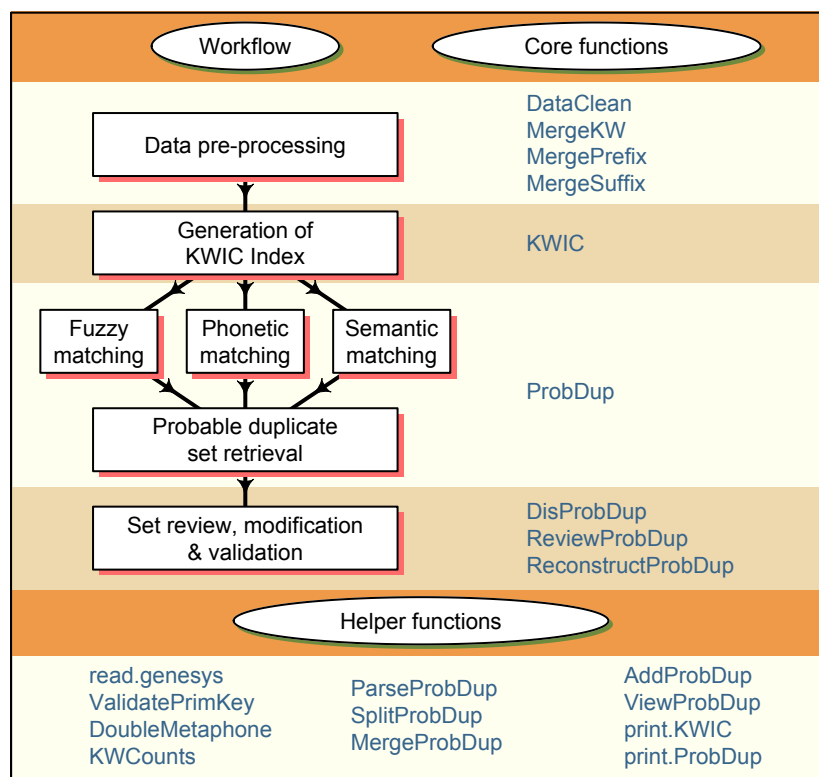 Workflow
Core functions
Data pre-processing
DataClean
MergeKW
MergePrefix
MergeSuffix
Generation of
KWIC Index
KWIC
Fuzzy
matching
Phonetic
matching
Semantic
matching
ProbDup
Probable duplicate
set retrieval
Set review, modification
& validation
DisProbDup
ReviewProbDup
ReconstructProbDup
Helper functions
read.genesys
ValidatePrimKey
DoubleMetaphone
KWCounts
ParseProbDup
SplitProbDup
MergeProbDup
AddProbDup
ViewProbDup
print.KWIC
print.ProbDup